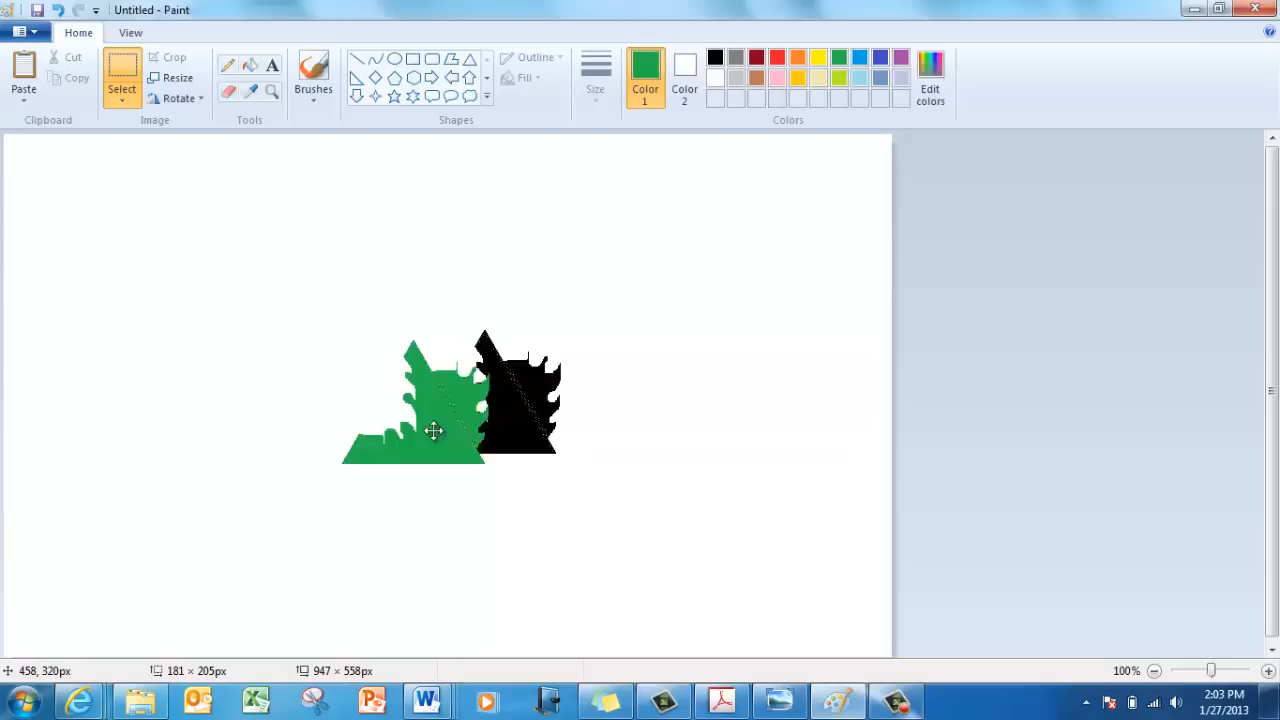 Untitled - Paint
Home View
Paste
Cut
Copy
Clipboard
Select
Crop
Resize
Rotate
Image
A
Tools
Brushes
Outline
Fill
Shapes
Size
Color 1
Color 2
Edit colors
Colors
458, 320px
181 × 205px
947 × 558px
100%
2:03 PM
1/27/2013